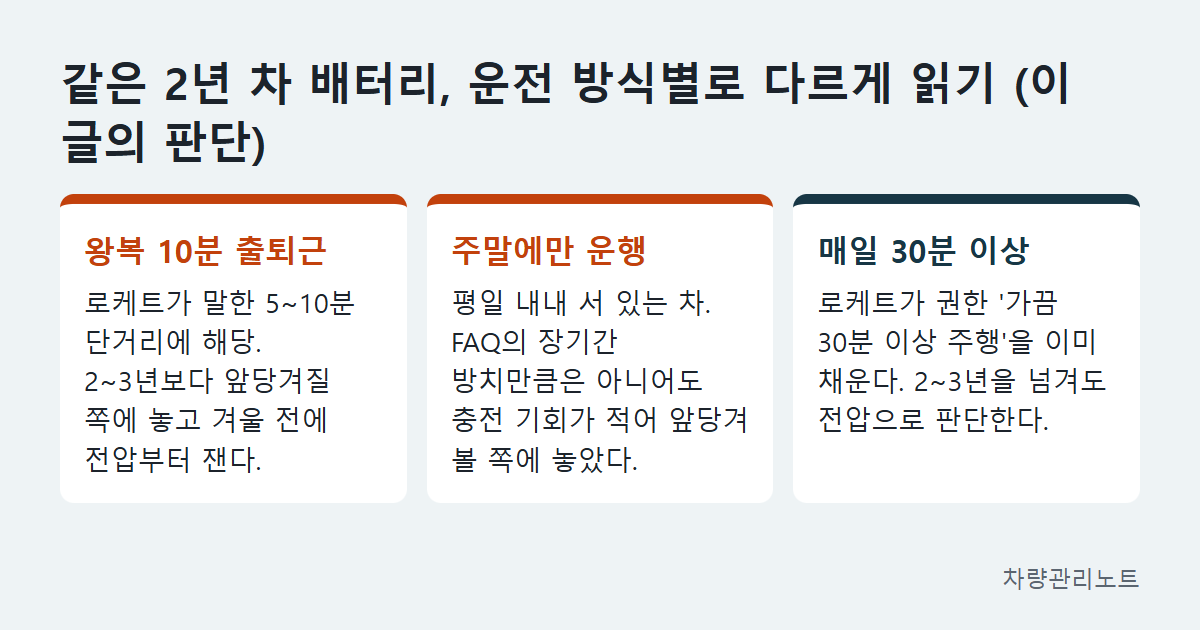 같은 2년 차 배터리, 운전 방식별로 다르게 읽기 (이
글의 판단)
왕복 10분 출퇴근
로케트가 말한 5~10분
단거리에 해당.
2~3년보다 앞당겨질
쪽에 놓고 겨울 전에
전압부터 잰다.
주말에만 운행
평일 내내 서 있는 차.
FAQ의 장기간
방치만큼은 아니어도
충전 기회가 적어 앞당겨
볼 쪽에 놓았다.
매일 30분 이상
로케트가 권한 '가끔
30분 이상 주행'을 이미
채운다. 2~3년을 넘겨도
전압으로 판단한다.
차량관리노트